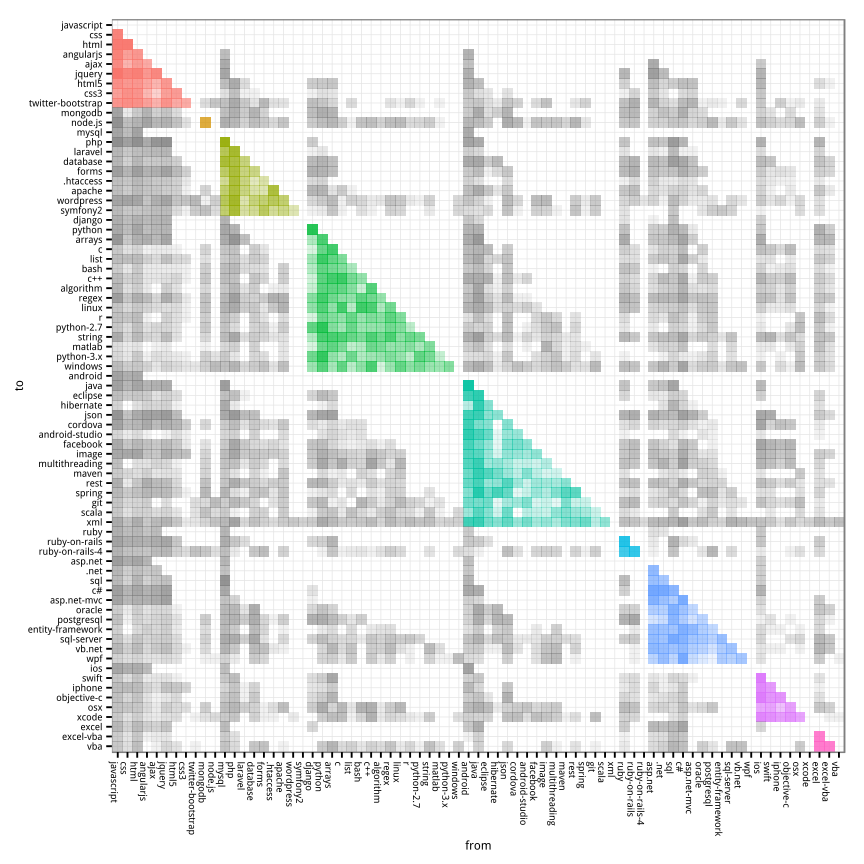 javascript
css
html
angularjs
ajax
jquery
html5
css3
twitter-bootstrap
mongodb
node.js
mysql
php
laravel
database
forms
.htaccess
apache
wordpress
symfony2
django
python
arrays
c
list
bash
c++
algorithm
regex
linux
r
python-2.7
string
matlab
python-3.x
windows
android
java
eclipse
hibernate
json
cordova
android-studio
facebook
image
multithreading
maven
rest
spring
git
scala
xml
ruby
ruby-on-rails
ruby-on-rails-4
asp.net
.net
sql
c#
asp.net-mvc
oracle
postgresql
entity-framework
sql-server
vb.net
wpf
ios
swift
iphone
objective-c
osx
xcode
excel
excel-vba
vba
to
javascript
css
html
angularjs
ajax
jquery
html5
css3
twitter-bootstrap
mongodb
node.js
mysql
php
laravel
database
forms
.htaccess
apache
wordpress
symfony2
django
python
arrays
c
list
bash
c++
algorithm
regex
linux
r
python-2.7
string
matlab
python-3.x
windows
android
java
eclipse
hibernate
json
cordova
android-studio
facebook
image
multithreading
maven
rest
spring
git
scala
xml
ruby
ruby-on-rails
ruby-on-rails-4
asp.net
.net
sql
c#
asp.net-mvc
oracle
postgresql
entity-framework
sql-server
vb.net
wpf
ios
swift
iphone
objective-c
osx
xcode
excel
excel-vba
vba
from